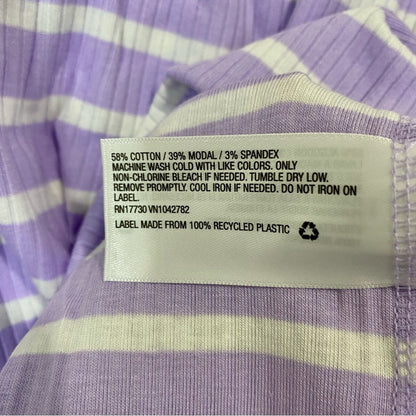 58% COTTON / 39% MODAL / 3% SPANDEX
MACHINE WASH COLD WITH LIKE COLORS. ONLY
NON-CHLORINE BLEACH IF NEEDED. TUMBLE DRY LOW.
REMOVE PROMPTLY. COOL IRON IF NEEDED. DO NOT IRON ON
LABEL.
RN17730 VN1042782
LABEL MADE FROM 100% RECYCLED PLASTIC